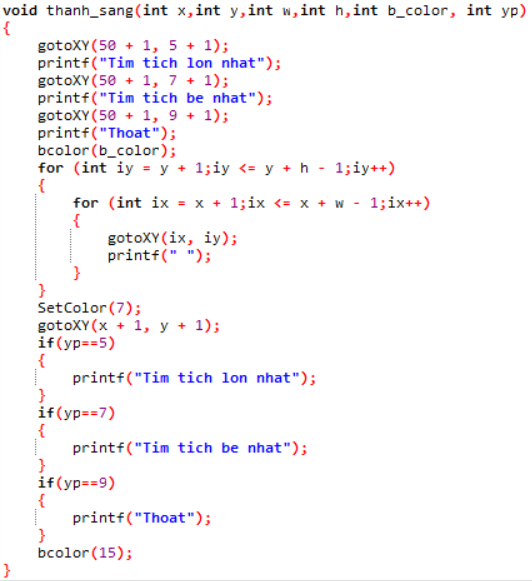 void thanh_sang(int x,int y,int w,int h,int b_color, int yp)
{
    gotoXY(50 + 1, 5 + 1);
    printf("Tim tich lon nhat");
    gotoXY(50 + 1, 7 + 1);
    printf("Tim tich be nhat");
    gotoXY(50 + 1, 9 + 1);
    printf("Thoat");
    bcolor(b_color);
    for (int iy = y + 1;iy <= y + h - 1;iy++)
    {
        for (int ix = x + 1;ix <= x + w - 1;ix++)
        {
            gotoXY(ix, iy);
            printf(" ");
        }
    }
    SetColor(7);
    gotoXY(x + 1, y + 1);
    if(yp==5)
    {
        printf("Tim tich lon nhat");
    }
    if(yp==7)
    {
        printf("Tim tich be nhat");
    }
    if(yp==9)
    {
        printf("Thoat");
    }
    bcolor(15);
}